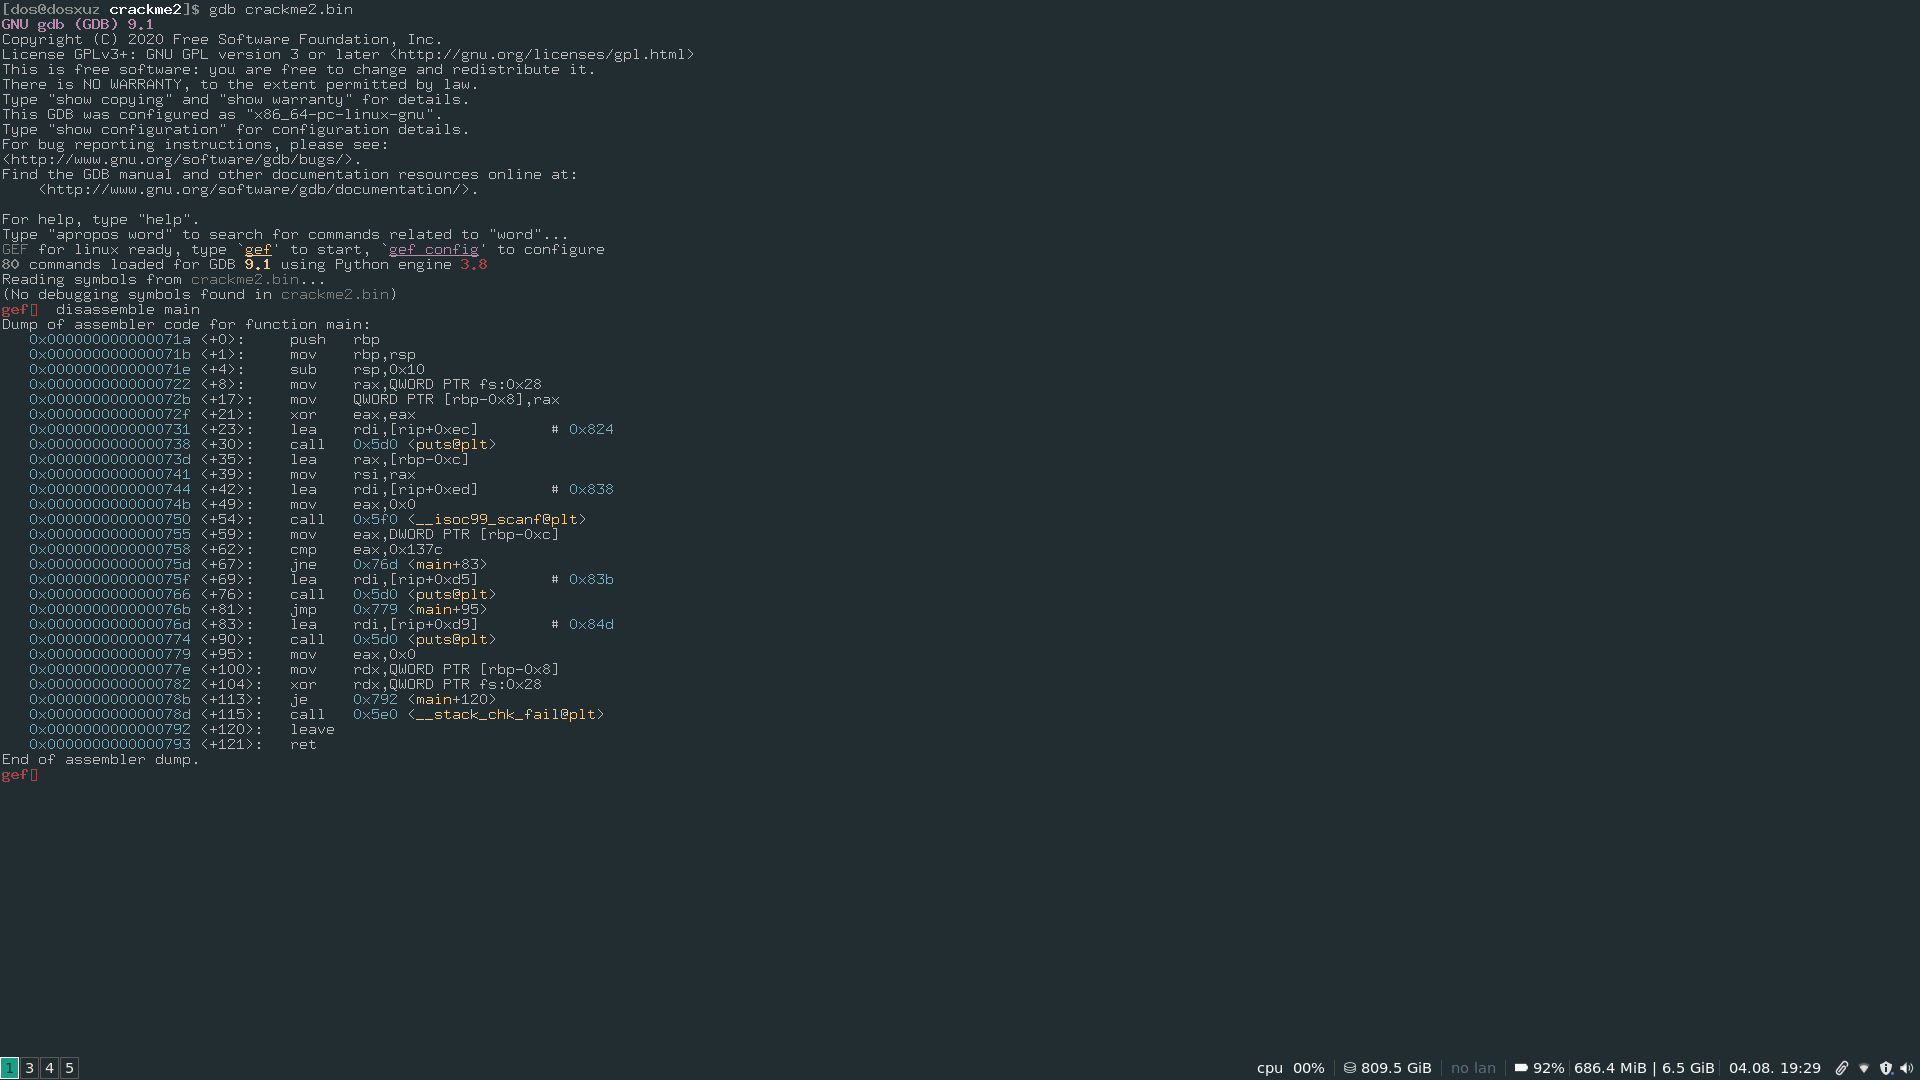 [dos@dosxuz crackme2]$ gdb crackme2.bin
GNU gdb (GDB) 9.1
Copyright (C) 2020 Free Software Foundation, Inc.
License GPLv3+: GNU GPL version 3 or later <http://gnu.org/licenses/gpl.html>
This is free software: you are free to change and redistribute it.
There is NO WARRANTY, to the extent permitted by law.
Type "show copying" and "show warranty" for details.
This GDB was configured as "x86_64-pc-linux-gnu".
Type "show configuration" for configuration details.
For bug reporting instructions, please see:
<http://www.gnu.org/software/gdb/bugs/>.
Find the GDB manual and other documentation resources online at:
    <http://www.gnu.org/software/gdb/documentation/>.

For help, type "help".
Type "apropos word" to search for commands related to "word"...
GEF for linux ready, type `gef' to start, `gef config' to configure
80 commands loaded for GDB 9.1 using Python engine 3.8
Reading symbols from crackme2.bin...
(No debugging symbols found in crackme2.bin)
gef▯  disassemble main
Dump of assembler code for function main:
   0x000000000000071a <+0>:     push   rbp
   0x000000000000071b <+1>:     mov    rbp,rsp
   0x000000000000071e <+4>:     sub    rsp,0x10
   0x0000000000000722 <+8>:     mov    rax,QWORD PTR fs:0x28
   0x000000000000072b <+17>:    mov    QWORD PTR [rbp-0x8],rax
   0x000000000000072f <+21>:    xor    eax,eax
   0x0000000000000731 <+23>:    lea    rdi,[rip+0xec]        # 0x824
   0x0000000000000738 <+30>:    call   0x5d0 <puts@plt>
   0x000000000000073d <+35>:    lea    rax,[rbp-0xc]
   0x0000000000000741 <+39>:    mov    rsi,rax
   0x0000000000000744 <+42>:    lea    rdi,[rip+0xed]        # 0x838
   0x000000000000074b <+49>:    mov    eax,0x0
   0x0000000000000750 <+54>:    call   0x5f0 <__isoc99_scanf@plt>
   0x0000000000000755 <+59>:    mov    eax,DWORD PTR [rbp-0xc]
   0x0000000000000758 <+62>:    cmp    eax,0x137c
   0x000000000000075d <+67>:    jne    0x76d <main+83>
   0x000000000000075f <+69>:    lea    rdi,[rip+0xd5]        # 0x83b
   0x0000000000000766 <+76>:    call   0x5d0 <puts@plt>
   0x000000000000076b <+81>:    jmp    0x779 <main+95>
   0x000000000000076d <+83>:    lea    rdi,[rip+0xd9]        # 0x84d
   0x0000000000000774 <+90>:    call   0x5d0 <puts@plt>
   0x0000000000000779 <+95>:    mov    eax,0x0
   0x000000000000077e <+100>:   mov    rdx,QWORD PTR [rbp-0x8]
   0x0000000000000782 <+104>:   xor    rdx,QWORD PTR fs:0x28
   0x000000000000078b <+113>:   je     0x792 <main+120>
   0x000000000000078d <+115>:   call   0x5e0 <__stack_chk_fail@plt>
   0x0000000000000792 <+120>:   leave
   0x0000000000000793 <+121>:   ret
End of assembler dump.
gef▯
1 3 4 5 cpu 00% 809.5 GiB no lan 92% 686.4 MiB | 6.5 GiB 04.08. 19:29